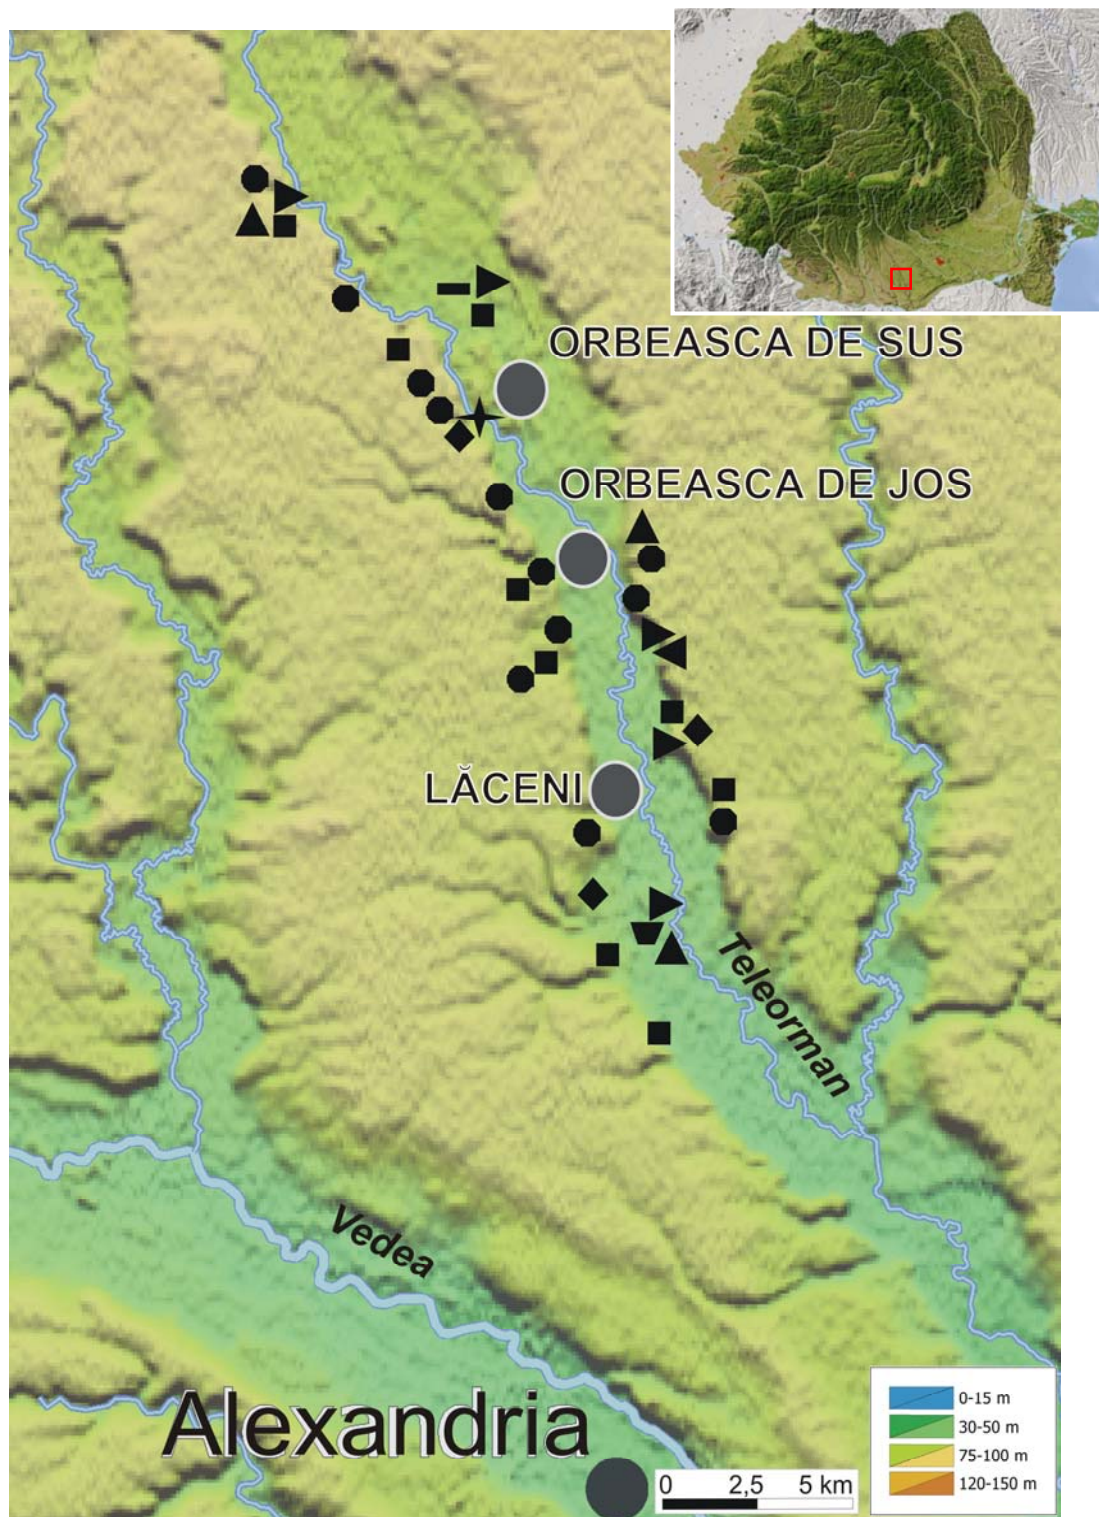 ORBEASCA DE SUS
ORBEASCA DE JOS
LĂCENI
Teleorman
Vedea
Alexandria
0 2,5 5 km
0-15 m
30-50 m
75-100 m
120-150 m